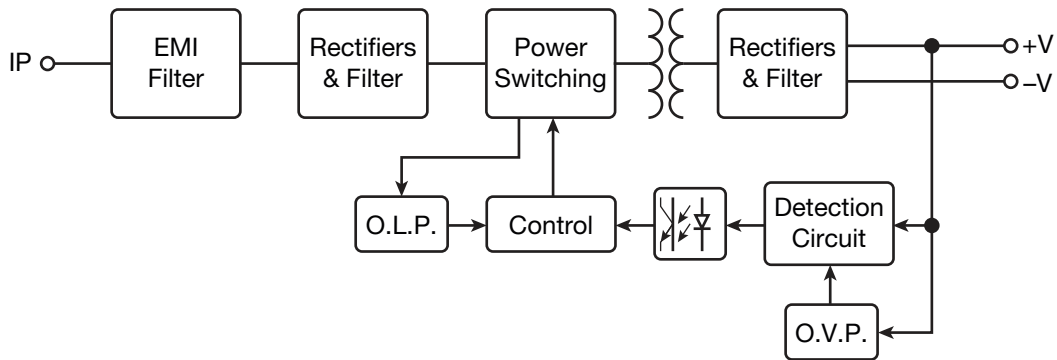 IP
EMI
Filter
Rectifiers
& Filter
Power
Switching
Rectifiers
& Filter
+V
–V
O.L.P.
Control
Detection
Circuit
O.V.P.